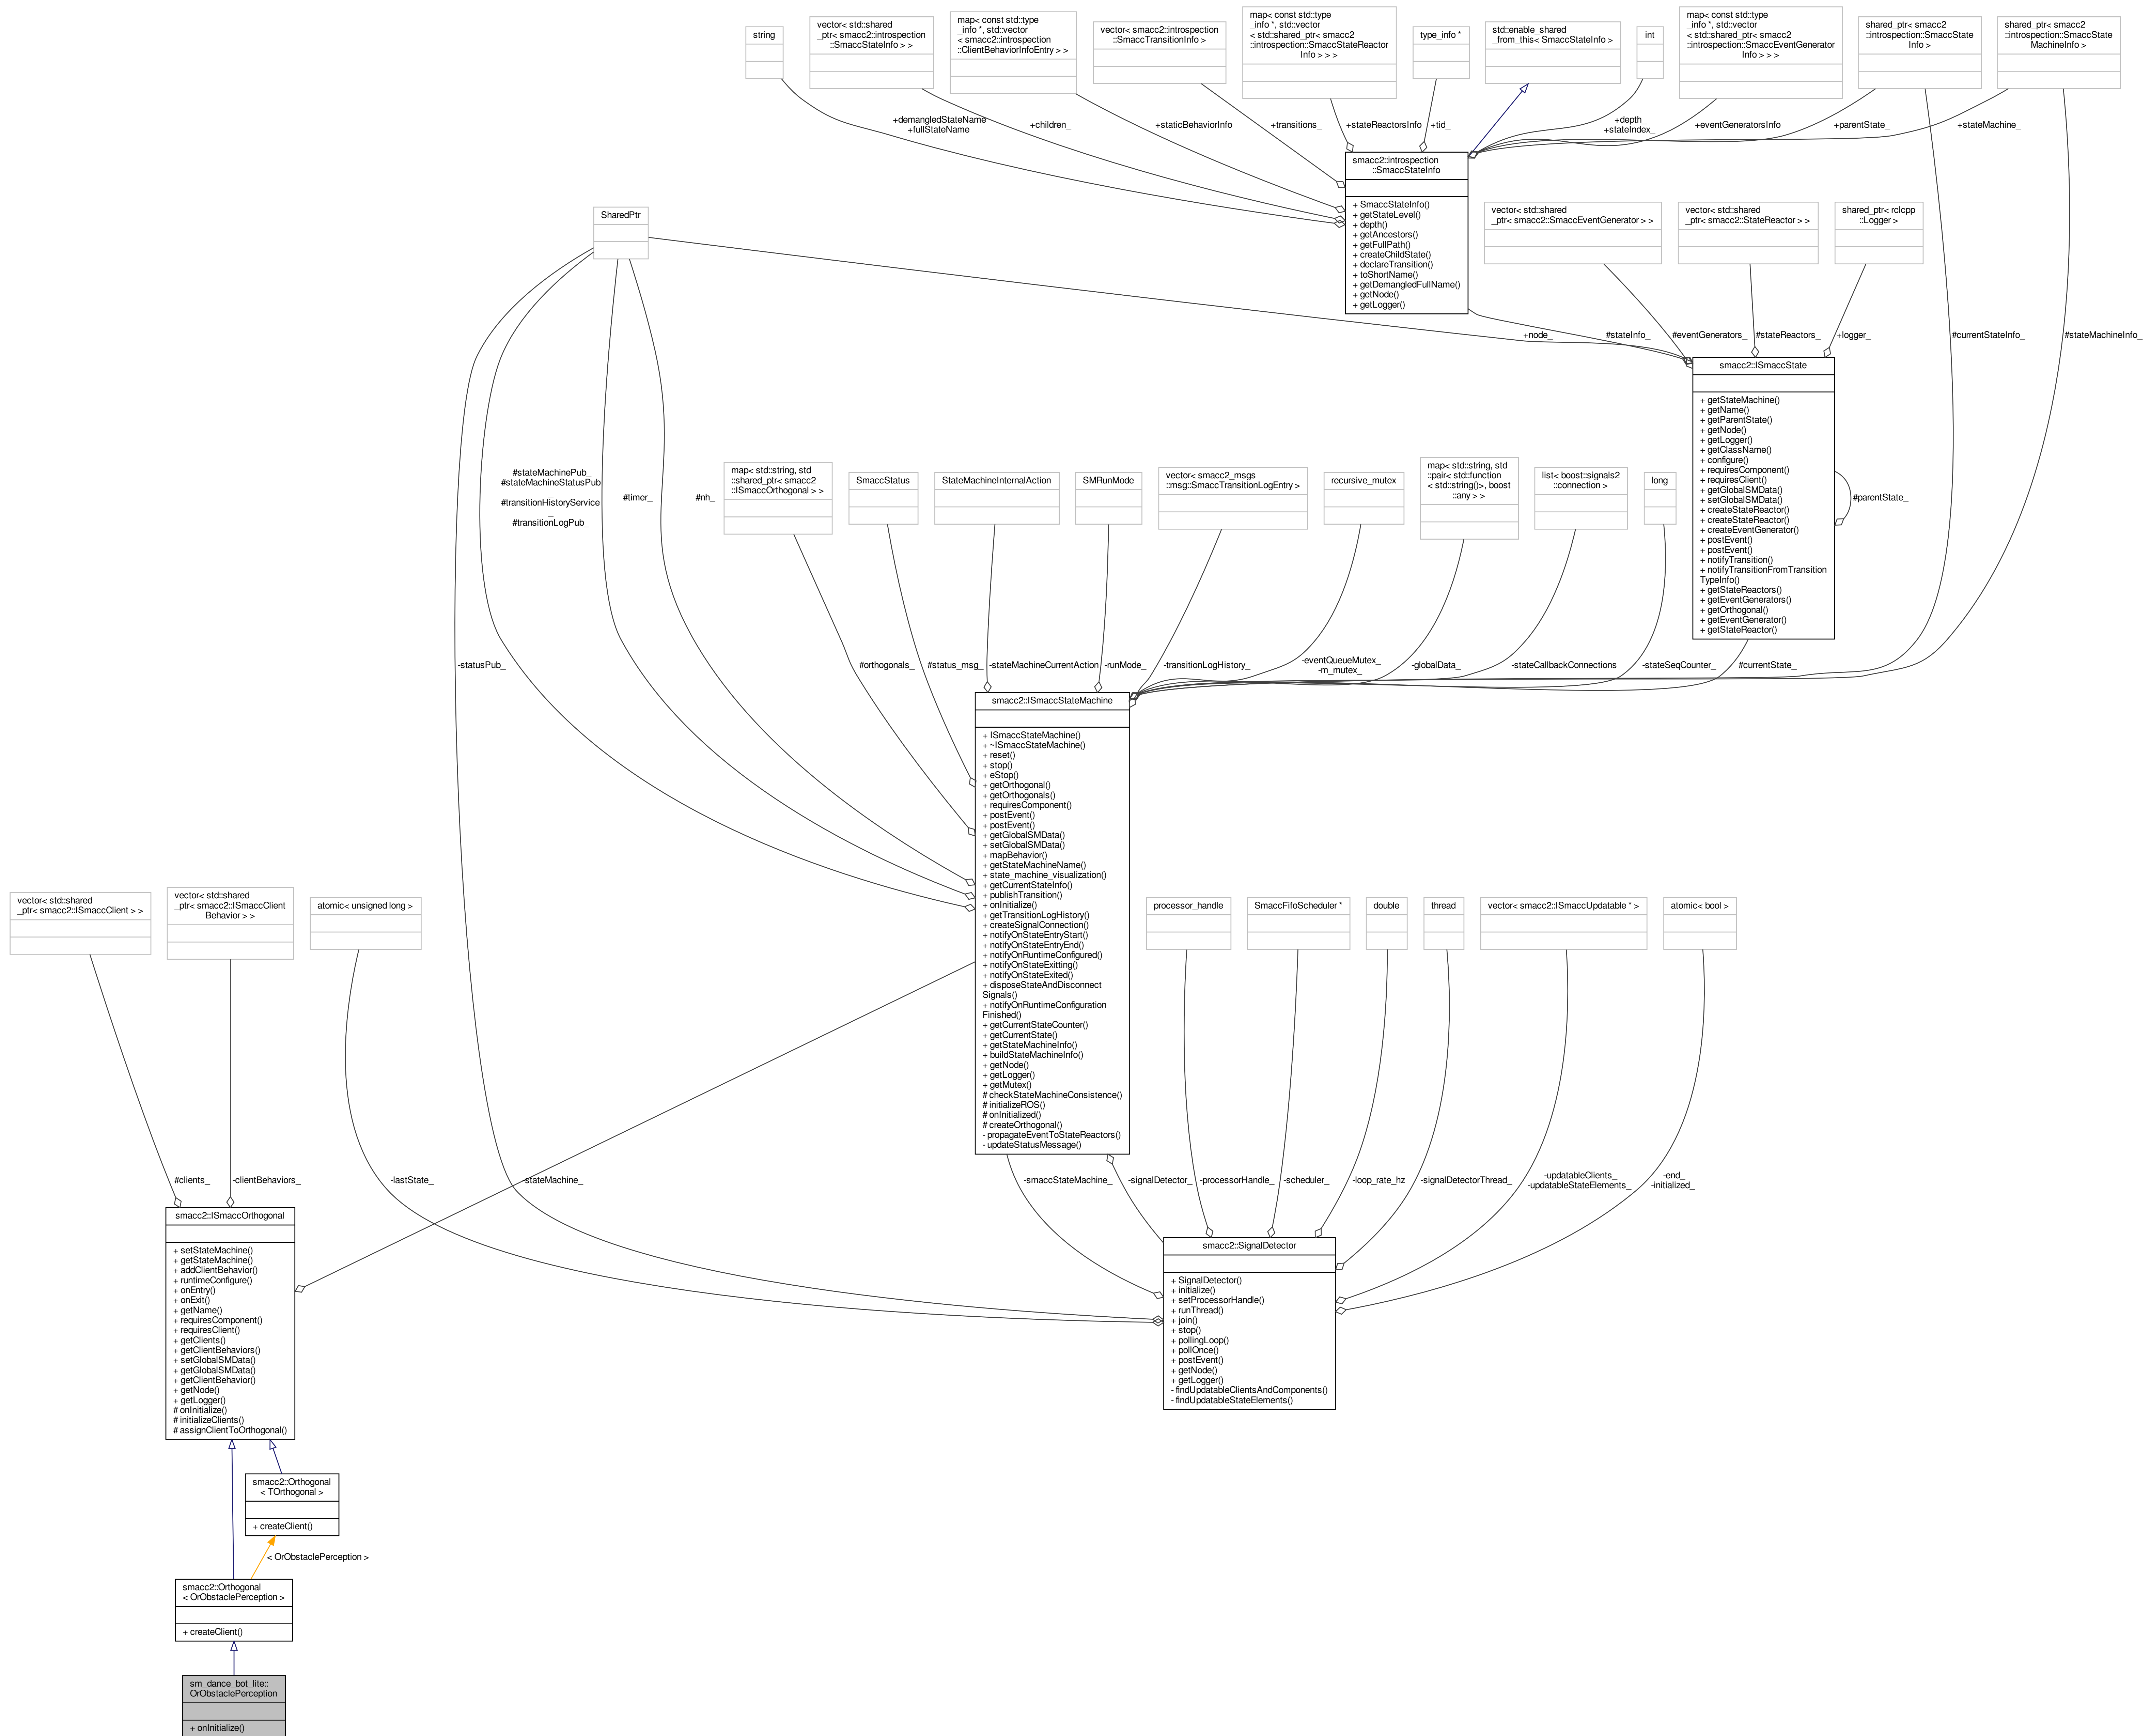 string
vector< std::shared
_ptr< smacc2::introspection
::SmaccStateInfo > >
map< const std::type
_info *, std::vector
< smacc2::introspection
::ClientBehaviorInfoEntry > >
vector< smacc2::introspection
::SmaccTransitionInfo >
map< const std::type
_info *, std::vector
< std::shared_ptr< smacc2
::introspection::SmaccStateReactor
Info > > >
type_info *
std::enable_shared
_from_this< SmaccStateInfo >
int
map< const std::type
_info *, std::vector
< std::shared_ptr< smacc2
::introspection::SmaccEventGenerator
Info > > >
shared_ptr< smacc2
::introspection::SmaccState
Info >
shared_ptr< smacc2
::introspection::SmaccState
MachineInfo >
+demangledStateName
+fullStateName
+children_
+staticBehaviorInfo
+transitions_
+stateReactorsInfo
+tid_
+depth_
+stateIndex_
+eventGeneratorsInfo
+parentState_
+stateMachine_
smacc2::introspection
::SmaccStateInfo
+ SmaccStateInfo()
+ getStateLevel()
+ depth()
+ getAncestors()
+ getFullPath()
+ createChildState()
+ declareTransition()
+ toShortName()
+ getDemangledFullName()
+ getNode()
+ getLogger()
SharedPtr
vector< std::shared
_ptr< smacc2::SmaccEventGenerator > >
vector< std::shared
_ptr< smacc2::StateReactor > >
shared_ptr< rclcpp
::Logger >
+node_
#stateInfo_
#eventGenerators_
#stateReactors_
+logger_
#currentStateInfo_
#stateMachineInfo_
smacc2::ISmaccState
+ getStateMachine()
+ getName()
+ getParentState()
+ getNode()
+ getLogger()
+ getClassName()
+ configure()
+ requiresComponent()
+ requiresClient()
+ getGlobalSMData()
+ setGlobalSMData()
+ createStateReactor()
+ createStateReactor()
+ createEventGenerator()
+ postEvent()
+ postEvent()
+ notifyTransition()
+ notifyTransitionFromTransition
TypeInfo()
+ getStateReactors()
+ getEventGenerators()
+ getOrthogonal()
+ getEventGenerator()
+ getStateReactor()
#parentState_
#stateMachinePub_
#stateMachineStatusPub
_
#transitionHistoryService
_
#transitionLogPub_
#timer_
#nh_
map< std::string, std
::shared_ptr< smacc2
::ISmaccOrthogonal > >
SmaccStatus
StateMachineInternalAction
SMRunMode
vector< smacc2_msgs
::msg::SmaccTransitionLogEntry >
recursive_mutex
map< std::string, std
::pair< std::function
< std::string()>, boost
::any > >
list< boost::signals2
::connection >
long
-statusPub_
#orthogonals_
#status_msg_
-stateMachineCurrentAction
-runMode_
-transitionLogHistory_
-eventQueueMutex_
-m_mutex_
-globalData_
-stateCallbackConnections
-stateSeqCounter_
#currentState_
smacc2::ISmaccStateMachine
+ ISmaccStateMachine()
+ ~ISmaccStateMachine()
+ reset()
+ stop()
+ eStop()
+ getOrthogonal()
+ getOrthogonals()
+ requiresComponent()
+ postEvent()
+ postEvent()
+ getGlobalSMData()
+ setGlobalSMData()
+ mapBehavior()
+ getStateMachineName()
+ state_machine_visualization()
+ getCurrentStateInfo()
+ publishTransition()
+ onInitialize()
+ getTransitionLogHistory()
+ createSignalConnection()
+ notifyOnStateEntryStart()
+ notifyOnStateEntryEnd()
+ notifyOnRuntimeConfigured()
+ notifyOnStateExitting()
+ notifyOnStateExited()
+ disposeStateAndDisconnect
Signals()
+ notifyOnRuntimeConfiguration
Finished()
+ getCurrentStateCounter()
+ getCurrentState()
+ getStateMachineInfo()
+ buildStateMachineInfo()
+ getNode()
+ getLogger()
+ getMutex()
# checkStateMachineConsistence()
# initializeROS()
# onInitialized()
# createOrthogonal()
- propagateEventToStateReactors()
- updateStatusMessage()
vector< std::shared
_ptr< smacc2::ISmaccClient > >
vector< std::shared
_ptr< smacc2::ISmaccClient
Behavior > >
atomic< unsigned long >
processor_handle
SmaccFifoScheduler *
double
thread
vector< smacc2::ISmaccUpdatable * >
atomic< bool >
#clients_
-clientBehaviors_
-lastState_
-stateMachine_
-smaccStateMachine_
-signalDetector_
-processorHandle_
-scheduler_
-loop_rate_hz
-signalDetectorThread_
-updatableClients_
-updatableStateElements_
-end_
-initialized_
smacc2::ISmaccOrthogonal
+ setStateMachine()
+ getStateMachine()
+ addClientBehavior()
+ runtimeConfigure()
+ onEntry()
+ onExit()
+ getName()
+ requiresComponent()
+ requiresClient()
+ getClients()
+ getClientBehaviors()
+ setGlobalSMData()
+ getGlobalSMData()
+ getClientBehavior()
+ getNode()
+ getLogger()
# onInitialize()
# initializeClients()
# assignClientToOrthogonal()
smacc2::SignalDetector
+ SignalDetector()
+ initialize()
+ setProcessorHandle()
+ runThread()
+ join()
+ stop()
+ pollingLoop()
+ pollOnce()
+ postEvent()
+ getNode()
+ getLogger()
- findUpdatableClientsAndComponents()
- findUpdatableStateElements()
smacc2::Orthogonal
< TOrthogonal >
+ createClient()
< OrObstaclePerception >
smacc2::Orthogonal
< OrObstaclePerception >
+ createClient()
sm_dance_bot_lite::
OrObstaclePerception
+ onInitialize()